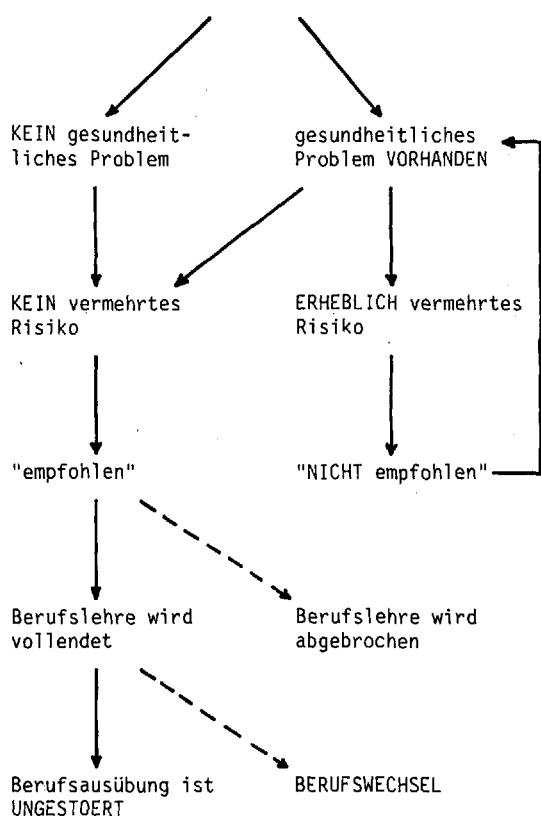 KEIN gesundheit-
liches Problem
gesundheitliches
Problem VORHANDEN
KEIN vermehrtes
Risiko
ERHEBLICH vermehrtes
Risiko
"empfohlen"
"NICHT empfohlen"
Berufslehre wird
vollendet
Berufslehre wird
abgebrochen
Berufsausübung ist
UNGESTOERT
BERUFSWECHSEL